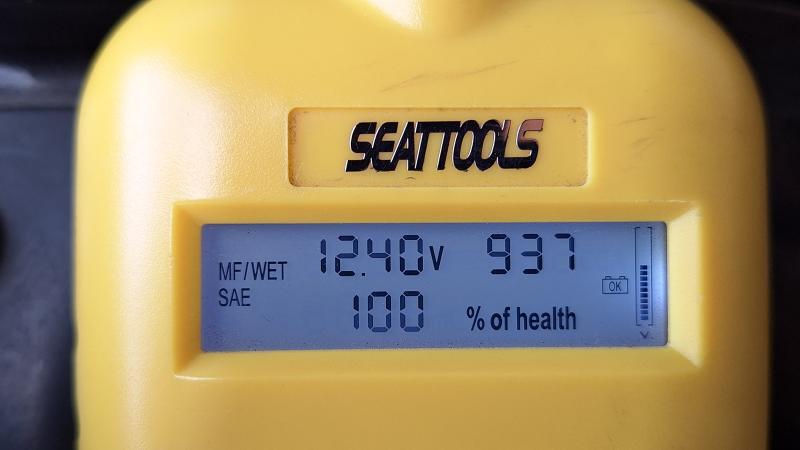 SEATTOOLS
MF/WET 12.40V 937
SAE 100 % of health
OK